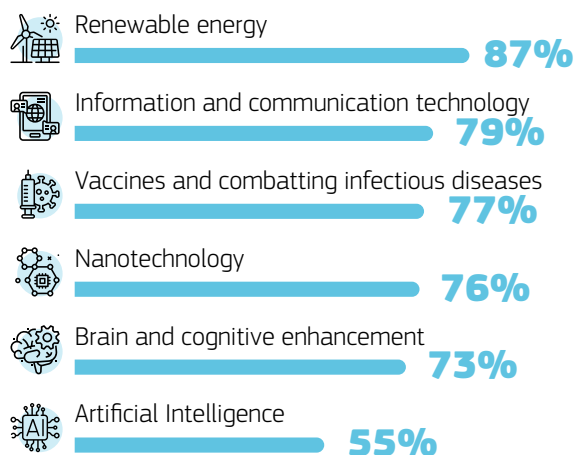 Renewable energy
87%
Information and communication technology
79%
Vaccines and combatting infectious diseases
77%
Nanotechnology
76%
Brain and cognitive enhancement
73%
Artificial Intelligence
AI
55%